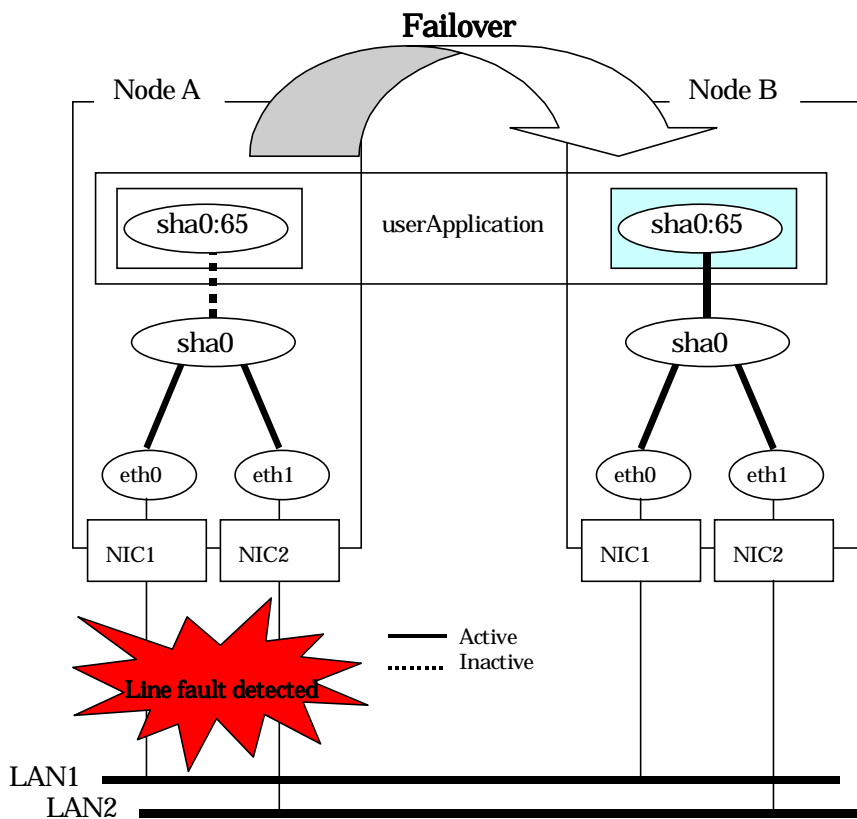 Failover
Node A
Node B
sha0:65
userApplication
sha0:65
sha0
sha0
eth0
eth1
eth0
eth1
NIC1
NIC2
NIC1
NIC2
Active
Inactive
Line fault detected
LAN1
LAN2